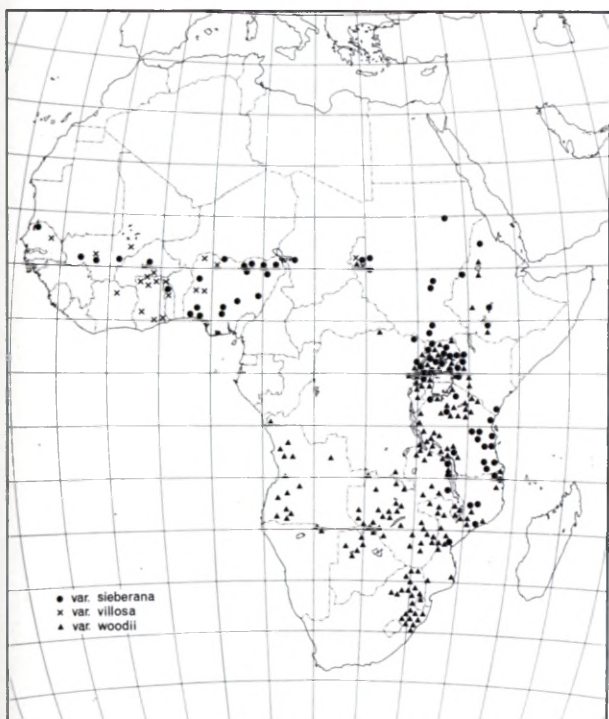 ● var. sieberana
× var. villosa
▲ var. woodii